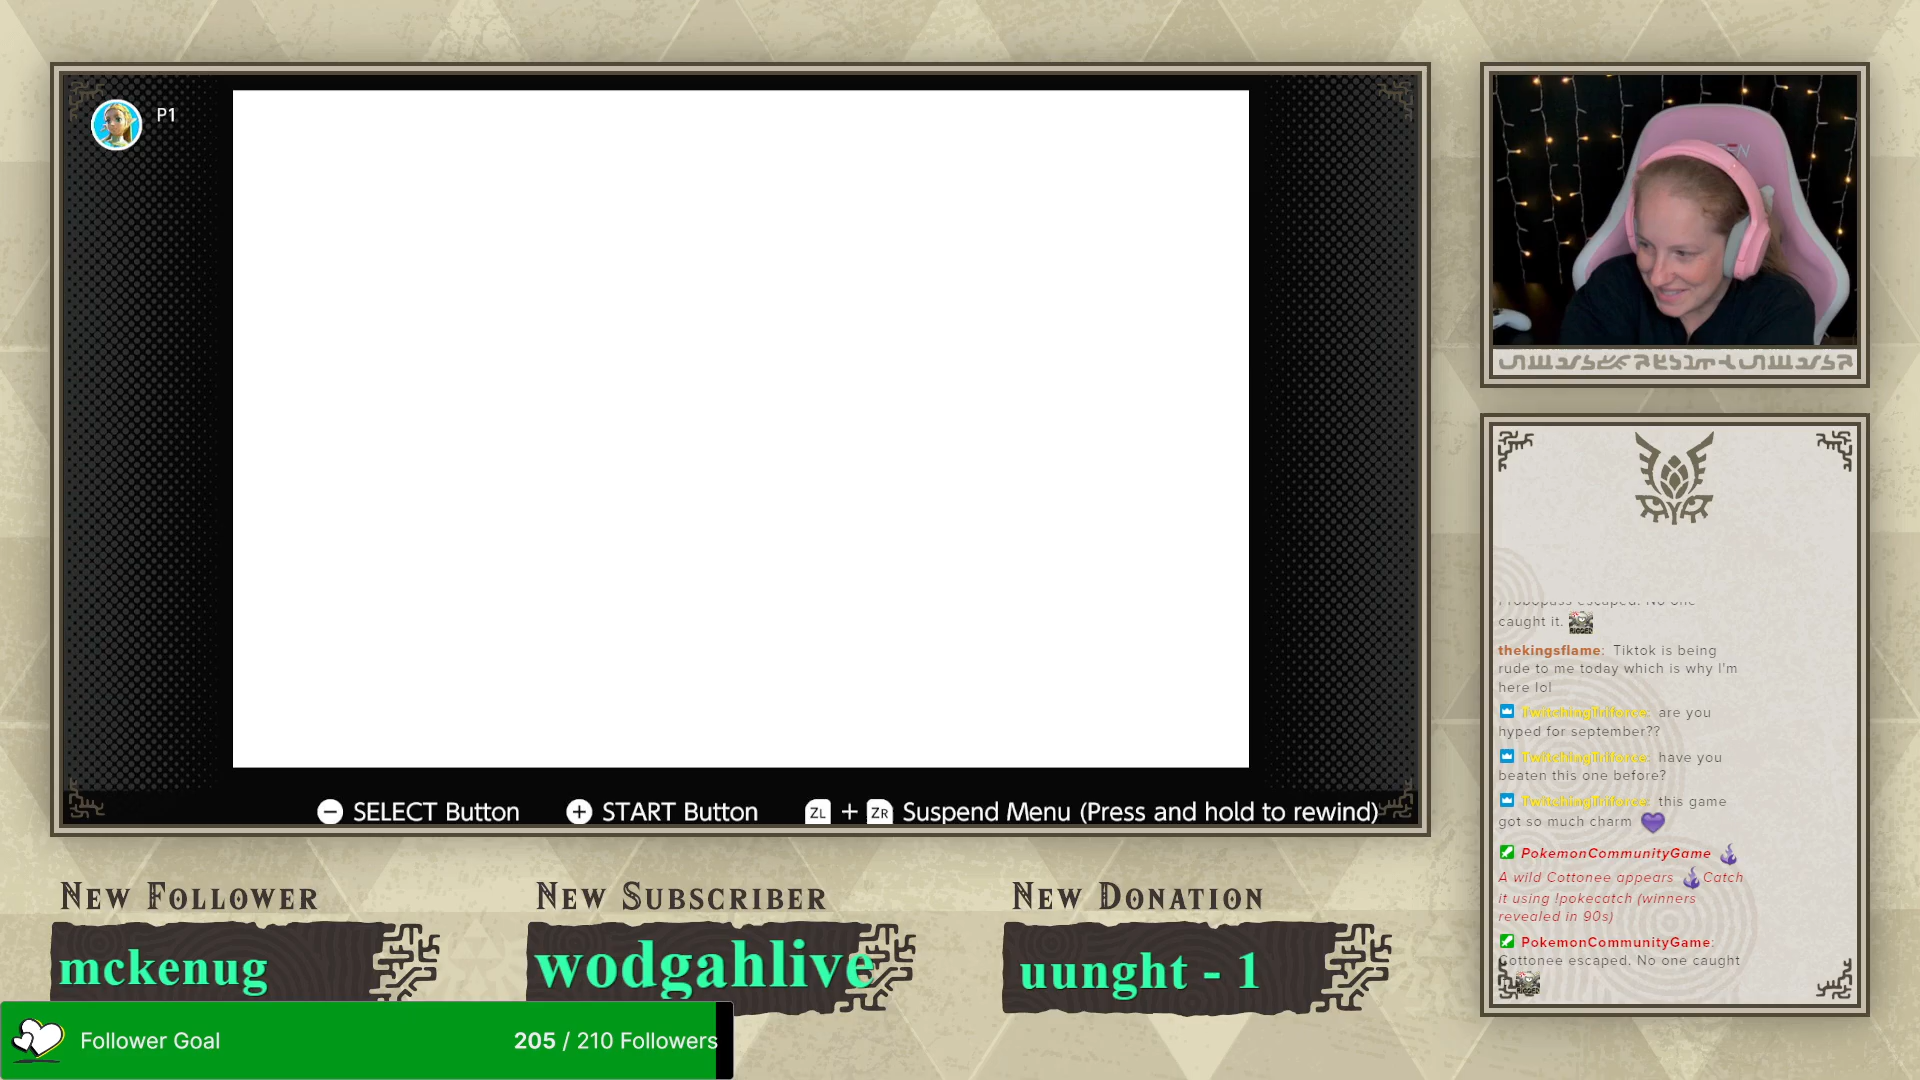 P1
SELECT Button
START Button
ZL + ZR Suspend Menu (Press and hold to rewind)
caught it.
thekingsflame: Tiktok is being
rude to me today which is why I'm
here lol
TwitchingTriforce: are you
hyped for september??
TwitchingTriforce: have you
beaten this one before?
TwitchingTriforce: this game
got so much charm
PokemonCommunityGame
A wild Cottonee appears Catch
it using !pokecatch (winners
revealed in 90s)
PokemonCommunityGame:
Cottonee escaped. No one caught
New Follower
mckenug
New Subscriber
wodgahlive
New Donation
uunght - 1
Follower Goal
205 / 210 Followers